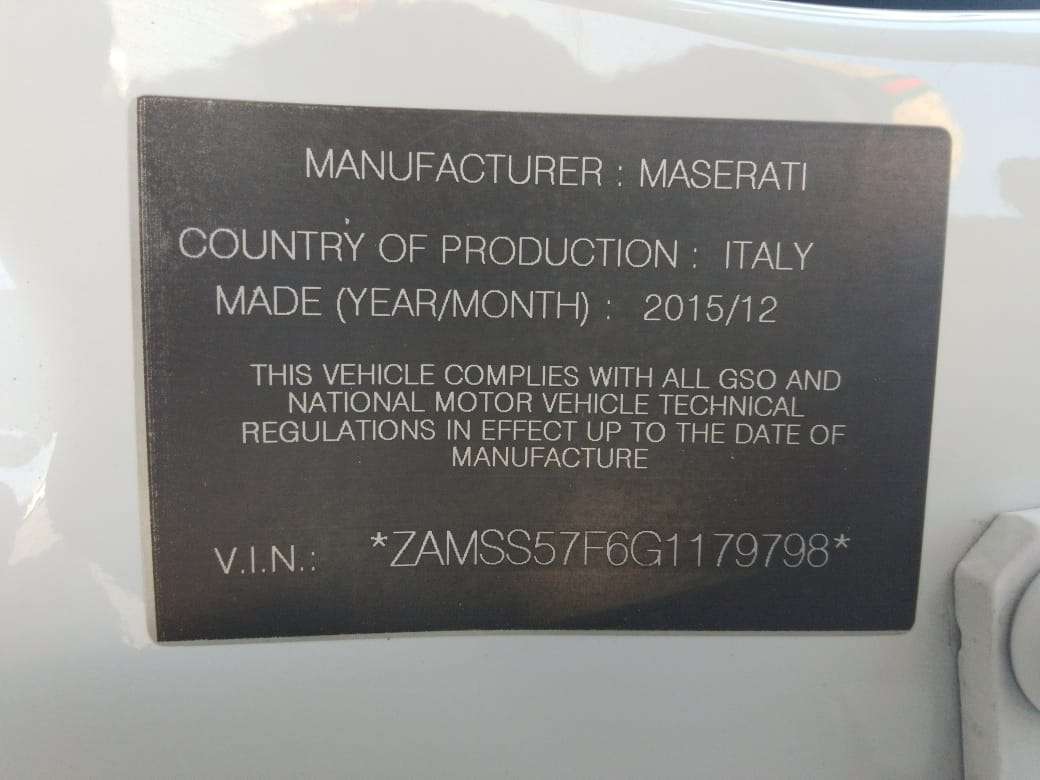 MANUFACTURER : MASERATI
COUNTRY OF PRODUCTION : ITALY
MADE (YEAR/MONTH) : 2015/12
THIS VEHICLE COMPLIES WITH ALL GSO AND
NATIONAL MOTOR VEHICLE TECHNICAL
REGULATIONS IN EFFECT UP TO THE DATE OF
MANUFACTURE
V.I.N.: *ZAMSS57F6G1179798*